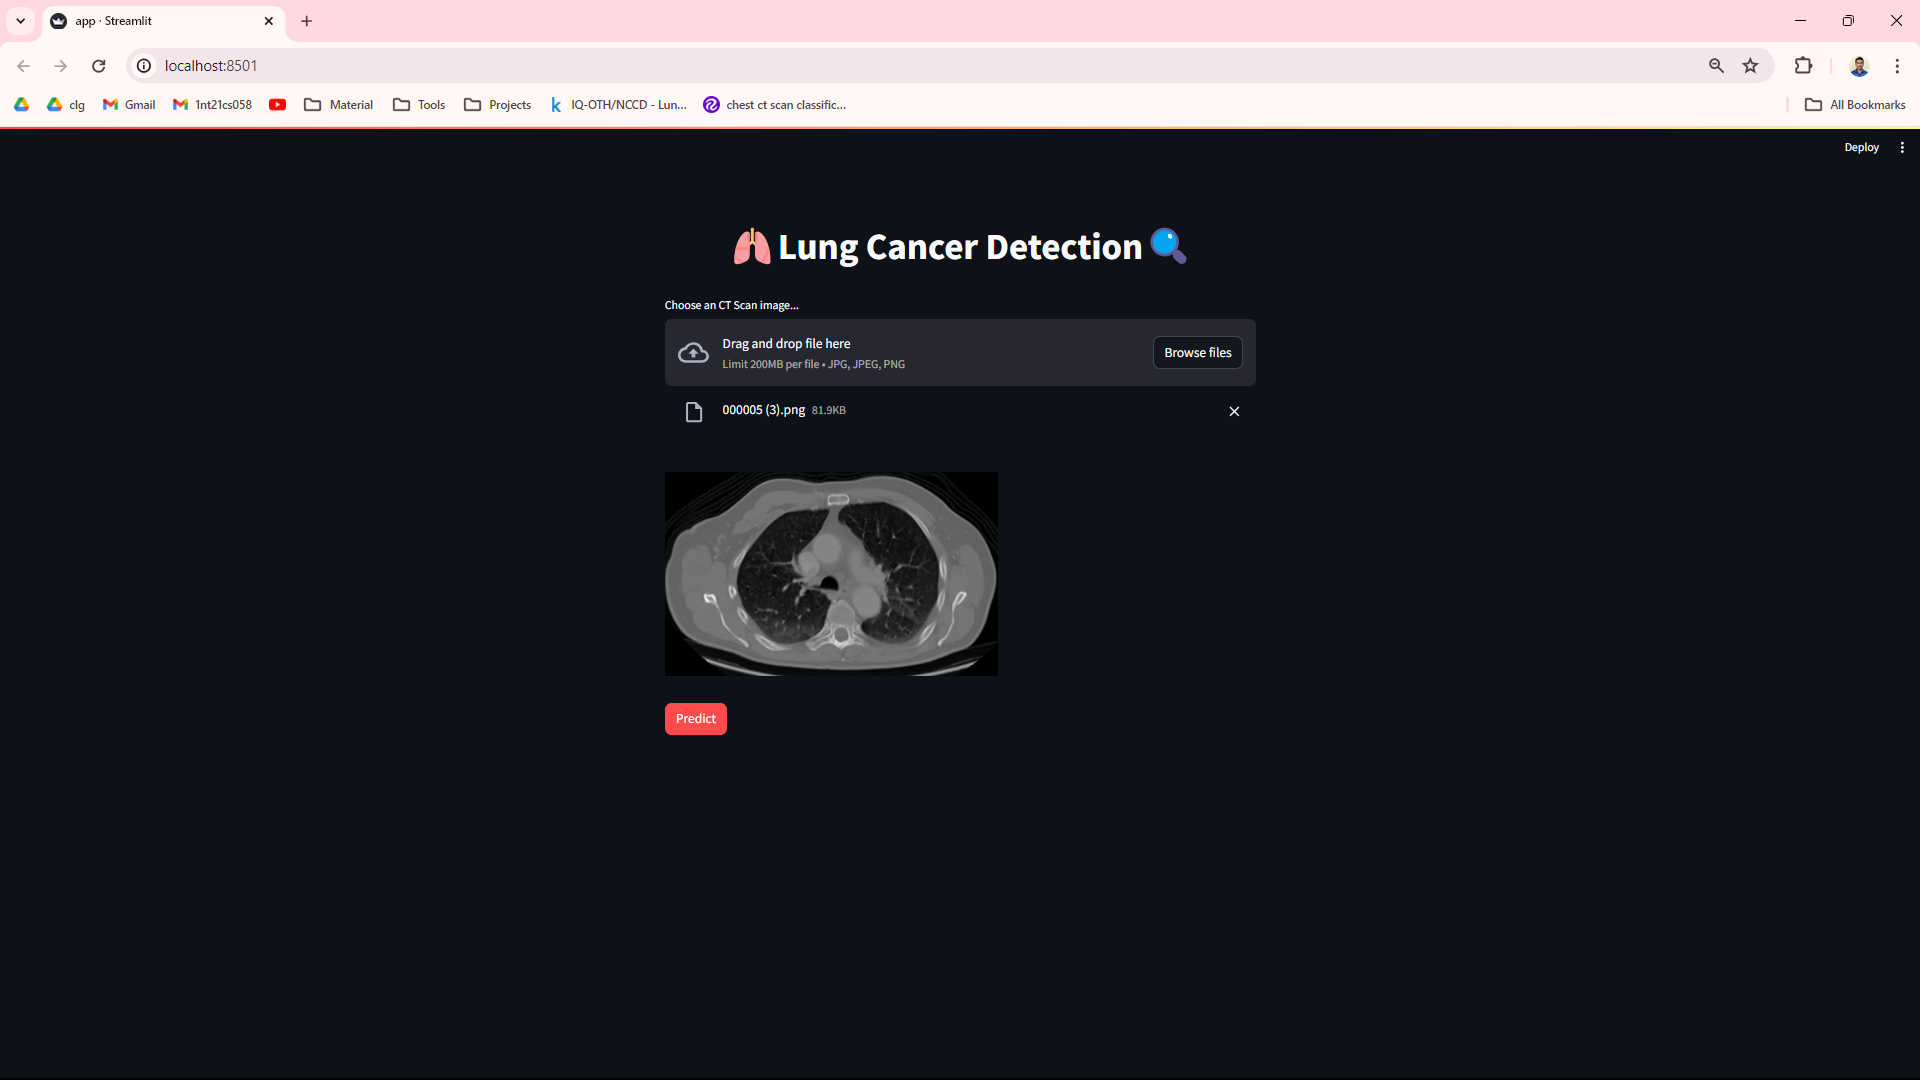 app · Streamlit
localhost:8501
clg
Gmail
1nt21cs058
Material
Tools
Projects
IQ-OTH/NCCD - Lun...
chest ct scan classific...
All Bookmarks
Deploy
Lung Cancer Detection
Choose an CT Scan image...
Drag and drop file here
Limit 200MB per file • JPG, JPEG, PNG
Browse files
000005 (3).png 81.9KB
Predict